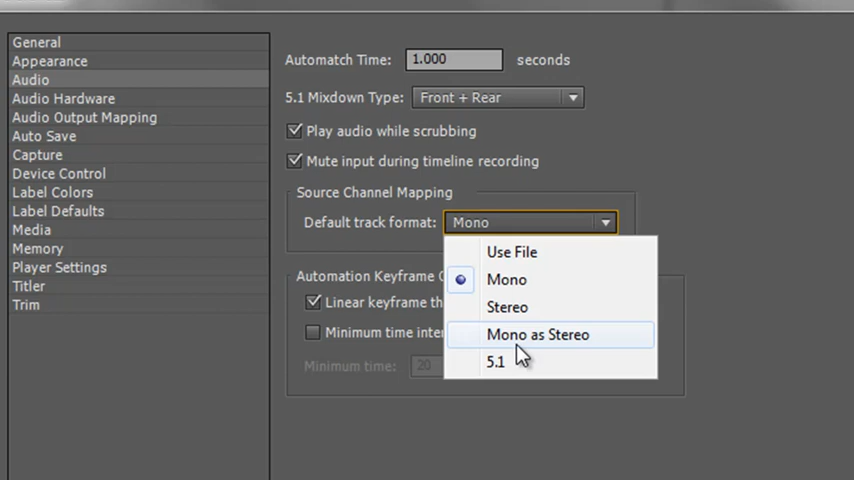 General
Appearance
Audio
Audio Hardware
Audio Output Mapping
Auto Save
Capture
Device Control
Label Colors
Label Defaults
Media
Memory
Player Settings
Titler
Trim
Automatch Time: 1.000 seconds
5.1 Mixdown Type: Front + Rear
Play audio while scrubbing
Mute input during timeline recording
Source Channel Mapping
Default track format: Mono
Use File
Mono
Stereo
Mono as Stereo
5.1
Automation Keyframe
Linear keyframe th
Minimum time inter
Minimum time: 20